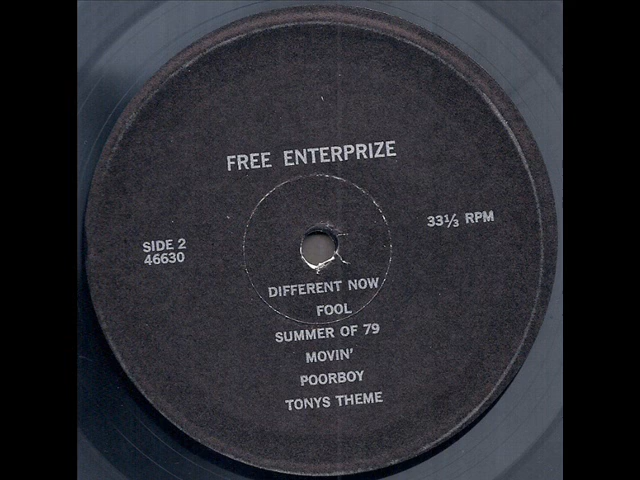 FREE ENTERPRIZE
SIDE 2
46630
33⅓ RPM
DIFFERENT NOW
FOOL
SUMMER OF 79
MOVIN'
POORBOY
TONYS THEME